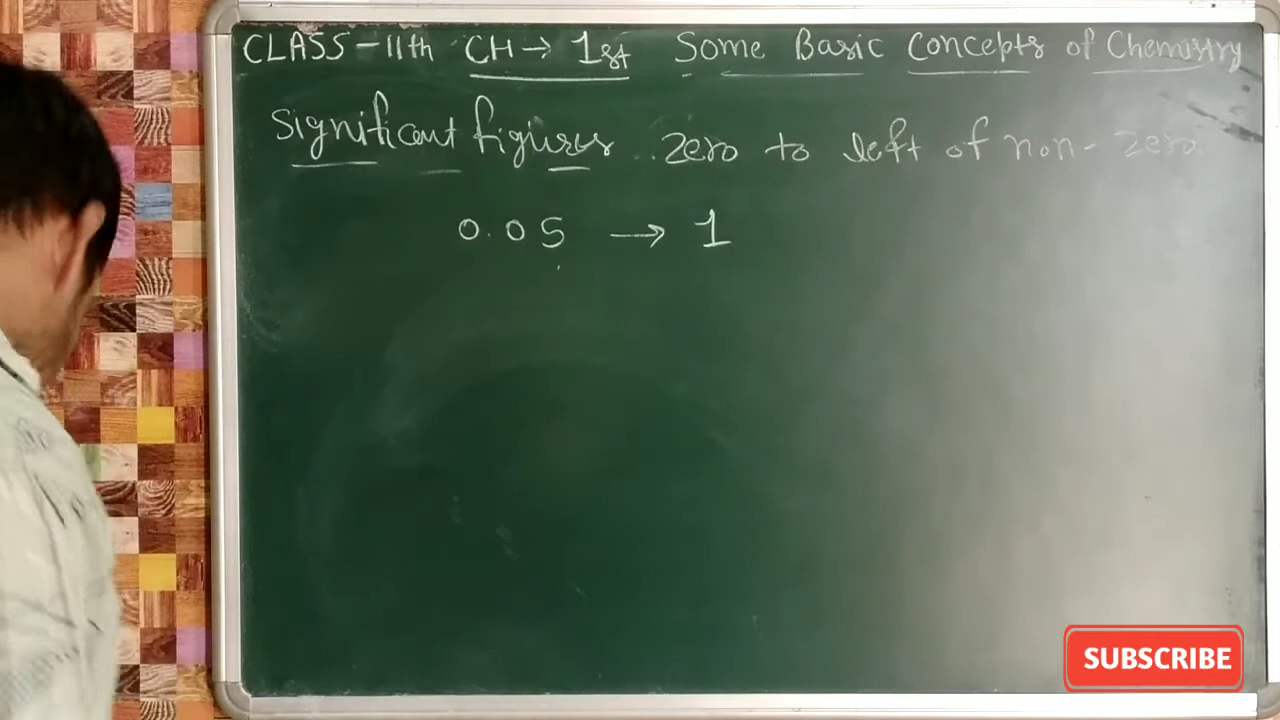 CLASS-11th CH→ 1st Some Basic Concepts of Chemistry
Significant figures zero to left of non-zero.
0.05 → 1
SUBSCRIBE